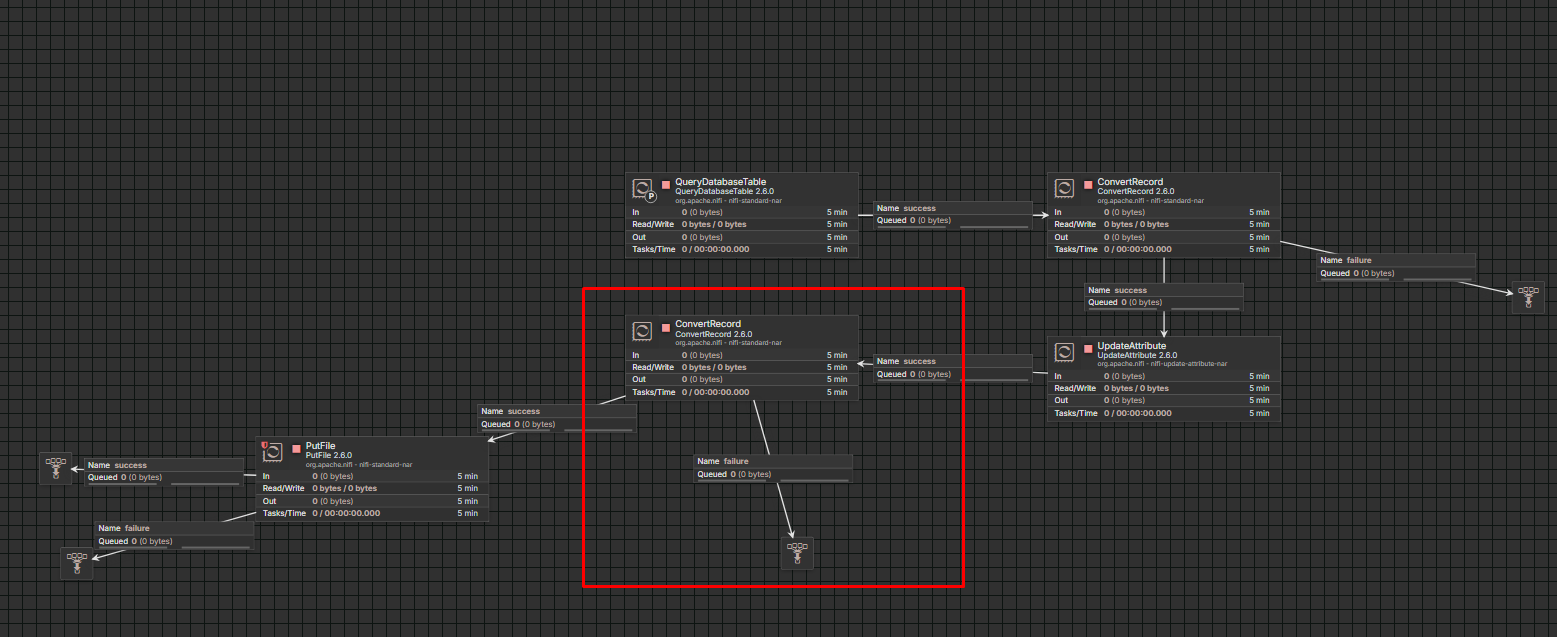 QueryDatabaseTable
QueryDatabaseTable 2.6.0
org.apache.nifi - nifi-standard-nar
In 0 (0 bytes) 5 min
Read/Write 0 bytes / 0 bytes 5 min
Out 0 (0 bytes) 5 min
Tasks/Time 0 / 00:00:00.000 5 min
P
Name success
Queued 0 (0 bytes)
ConvertRecord
ConvertRecord 2.6.0
org.apache.nifi - nifi-standard-nar
In 0 (0 bytes) 5 min
Read/Write 0 bytes / 0 bytes 5 min
Out 0 (0 bytes) 5 min
Tasks/Time 0 / 00:00:00.000 5 min
Name failure
Queued 0 (0 bytes)
Name success
Queued 0 (0 bytes)
UpdateAttribute
UpdateAttribute 2.6.0
org.apache.nifi - nifi-update-attribute-nar
In 0 (0 bytes) 5 min
Read/Write 0 bytes / 0 bytes 5 min
Out 0 (0 bytes) 5 min
Tasks/Time 0 / 00:00:00.000 5 min
Name success
Queued 0 (0 bytes)
ConvertRecord
ConvertRecord 2.6.0
org.apache.nifi - nifi-standard-nar
In 0 (0 bytes) 5 min
Read/Write 0 bytes / 0 bytes 5 min
Out 0 (0 bytes) 5 min
Tasks/Time 0 / 00:00:00.000 5 min
Name success
Queued 0 (0 bytes)
Name failure
Queued 0 (0 bytes)
PutFile
PutFile 2.6.0
org.apache.nifi - nifi-standard-nar
In 0 (0 bytes) 5 min
Read/Write 0 bytes / 0 bytes 5 min
Out 0 (0 bytes) 5 min
Tasks/Time 0 / 00:00:00.000 5 min
Name success
Queued 0 (0 bytes)
Name failure
Queued 0 (0 bytes)